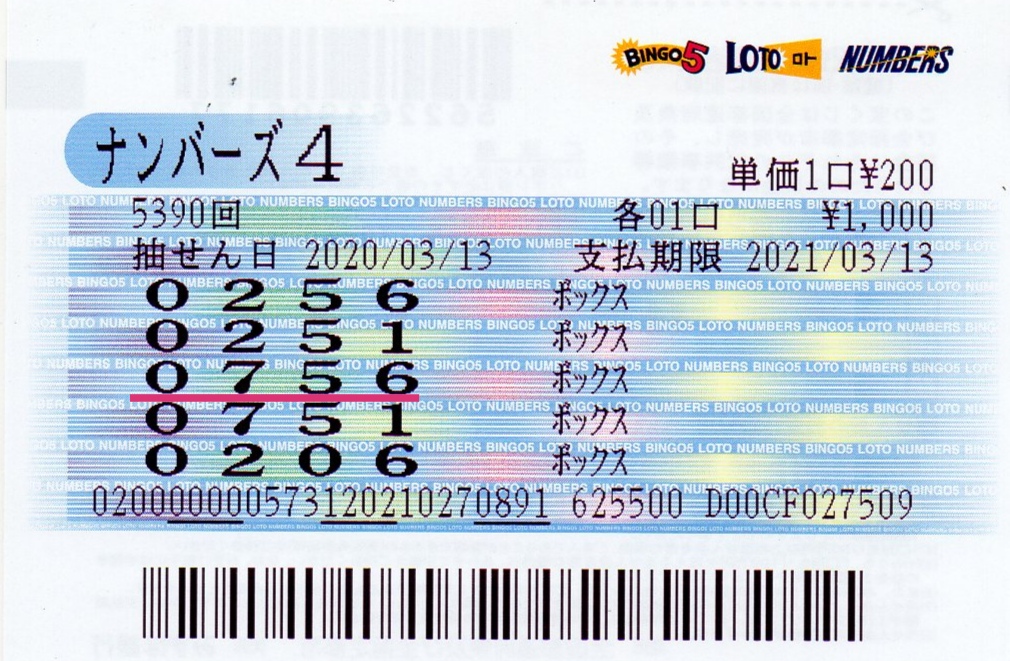 BINGO5 LOTO ロト NUMBERS
ナンバーズ4
単価1口¥200
5390回 各01口 ¥1,000
抽せん日 2020/03/13 支払期限 2021/03/13
0256 ボックス
0251 ボックス
0756 ボックス
0751 ボックス
0206 ボックス
020000000573120210270891 625500 D00CF027509